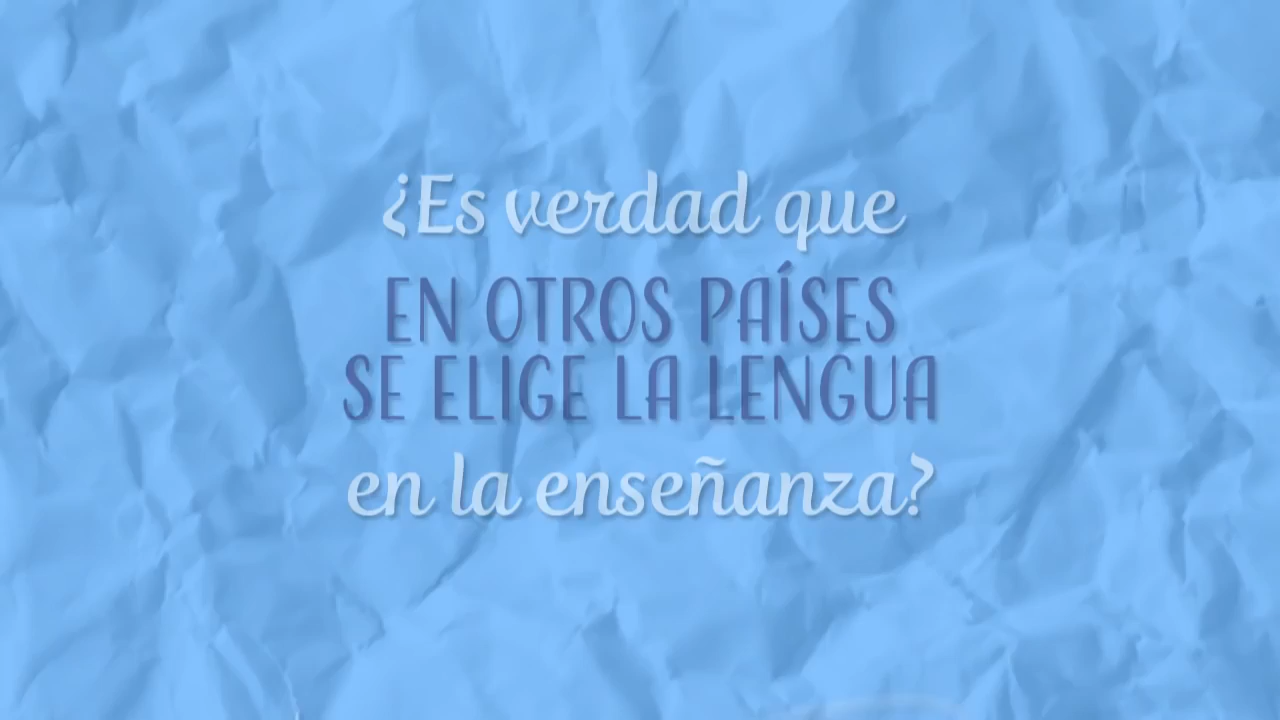 ¿Es verdad que
EN OTROS PAÍSES
SE ELIGE LA LENGUA
en la enseñanza?